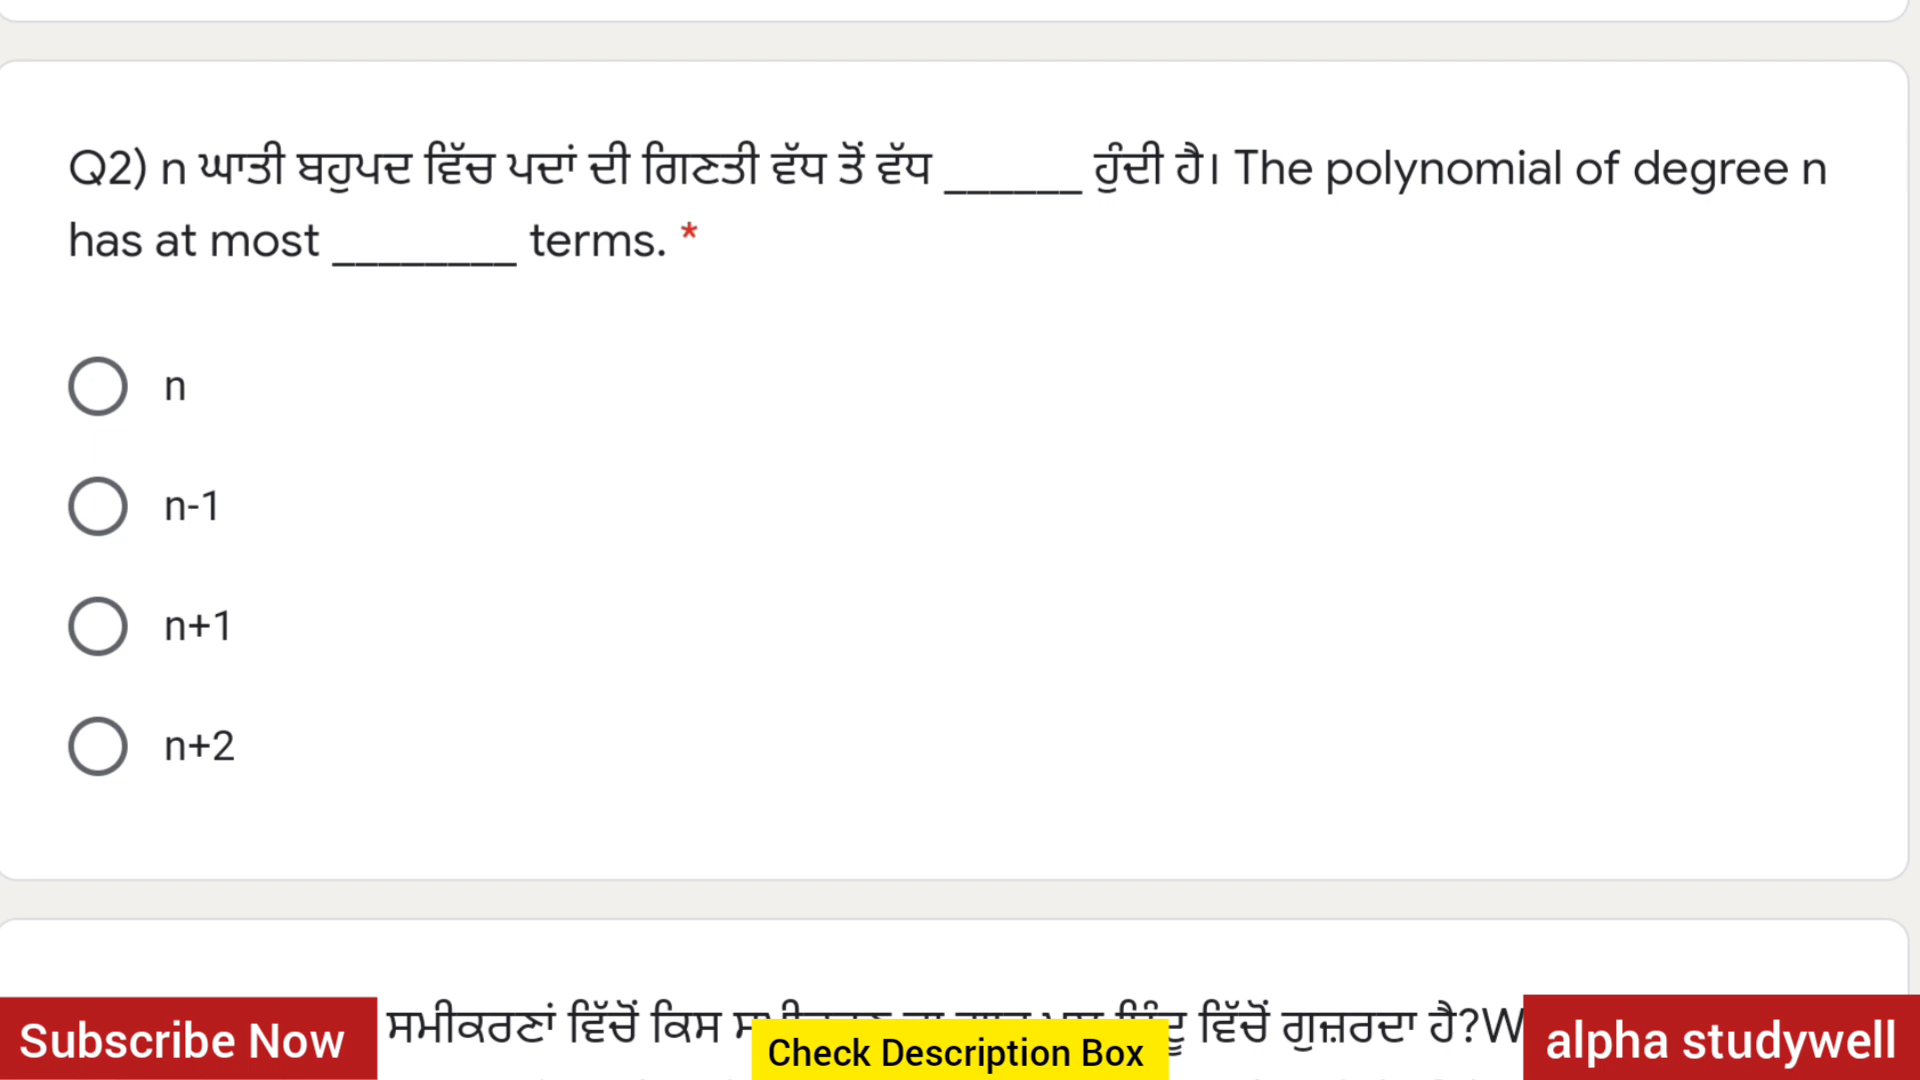 Q2) n ਘਾਤੀ ਬਹੁਪਦ ਵਿੱਚ ਪਦਾਂ ਦੀ ਗਿਣਤੀ ਵੱਧ ਤੋਂ ਵੱਧ ______ ਹੁੰਦੀ ਹੈ। The polynomial of degree n
has at most ________ terms. *
n
n-1
n+1
n+2
ਸਮੀਕਰਣਾਂ ਵਿੱਚੋਂ ਕਿਸ ਵਿੱਚੋਂ ਗੁਜ਼ਰਦਾ ਹੈ?W
Subscribe Now
Check Description Box
alpha studywell